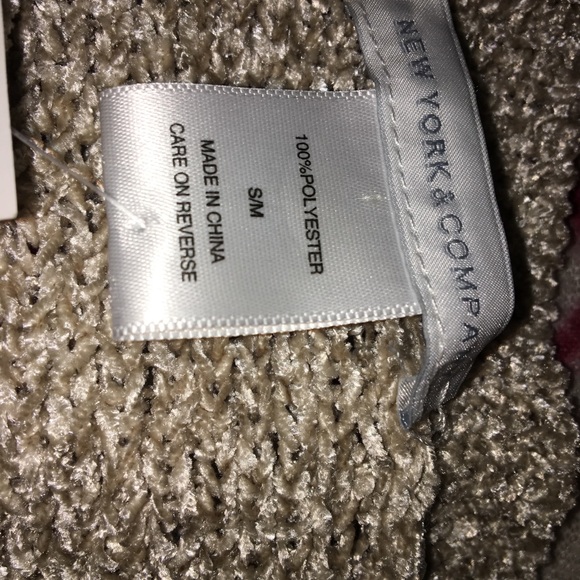 NEW YORK & COMPA
100%POLYESTER
S/M
MADE IN CHINA
CARE ON REVERSE